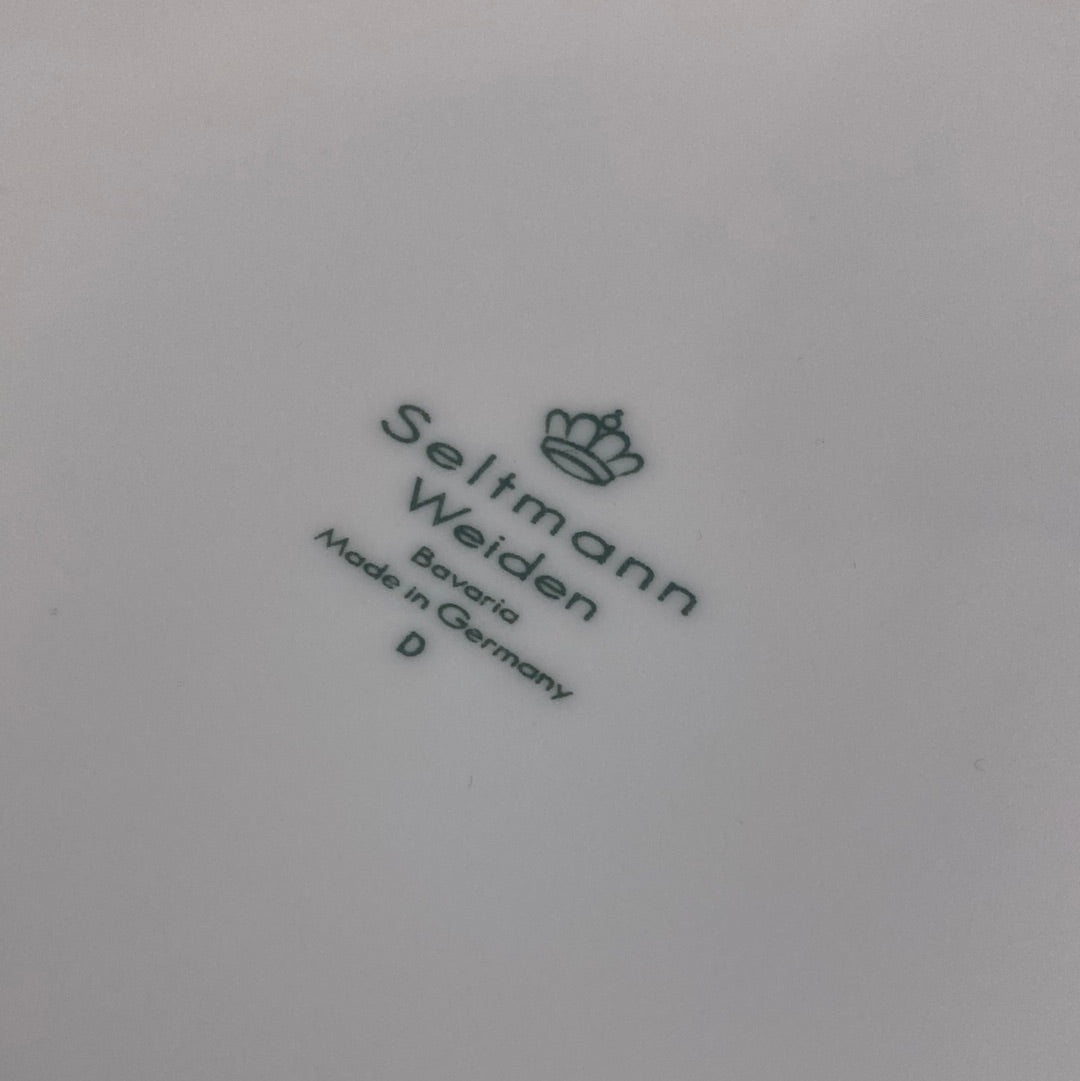 Seltmann
Weiden
Bavaria
Made in Germany
D